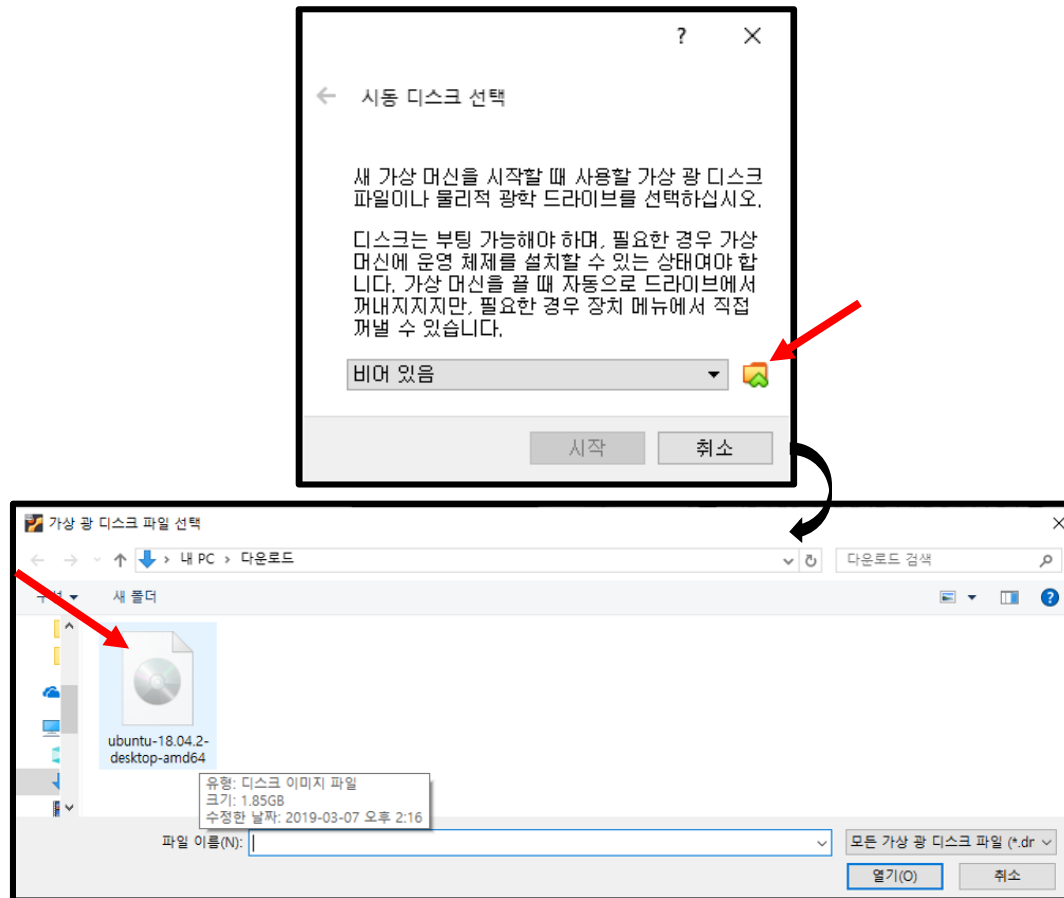 ?
시동 디스크 선택
새 가상 머신을 시작할 때 사용할 가상 광 디스크
파일이나 물리적 광학 드라이브를 선택하십시오.
디스크는 부팅 가능해야 하며, 필요한 경우 가상
머신에 운영 체제를 설치할 수 있는 상태여야 합
니다. 가상 머신을 끌 때 자동으로 드라이브에서
꺼내지지지만, 필요한 경우 장치 메뉴에서 직접
꺼낼 수 있습니다.
비어 있음
시작 취소
가상 광 디스크 파일 선택
내 PC › 다운로드 다운로드 검색
새 폴더 ?
ubuntu-18.04.2-
desktop-amd64
유형: 디스크 이미지 파일
크기: 1.85GB
수정한 날짜: 2019-03-07 오후 2:16
파일 이름(N): 모든 가상 광 디스크 파일 (*.dr
열기(O) 취소